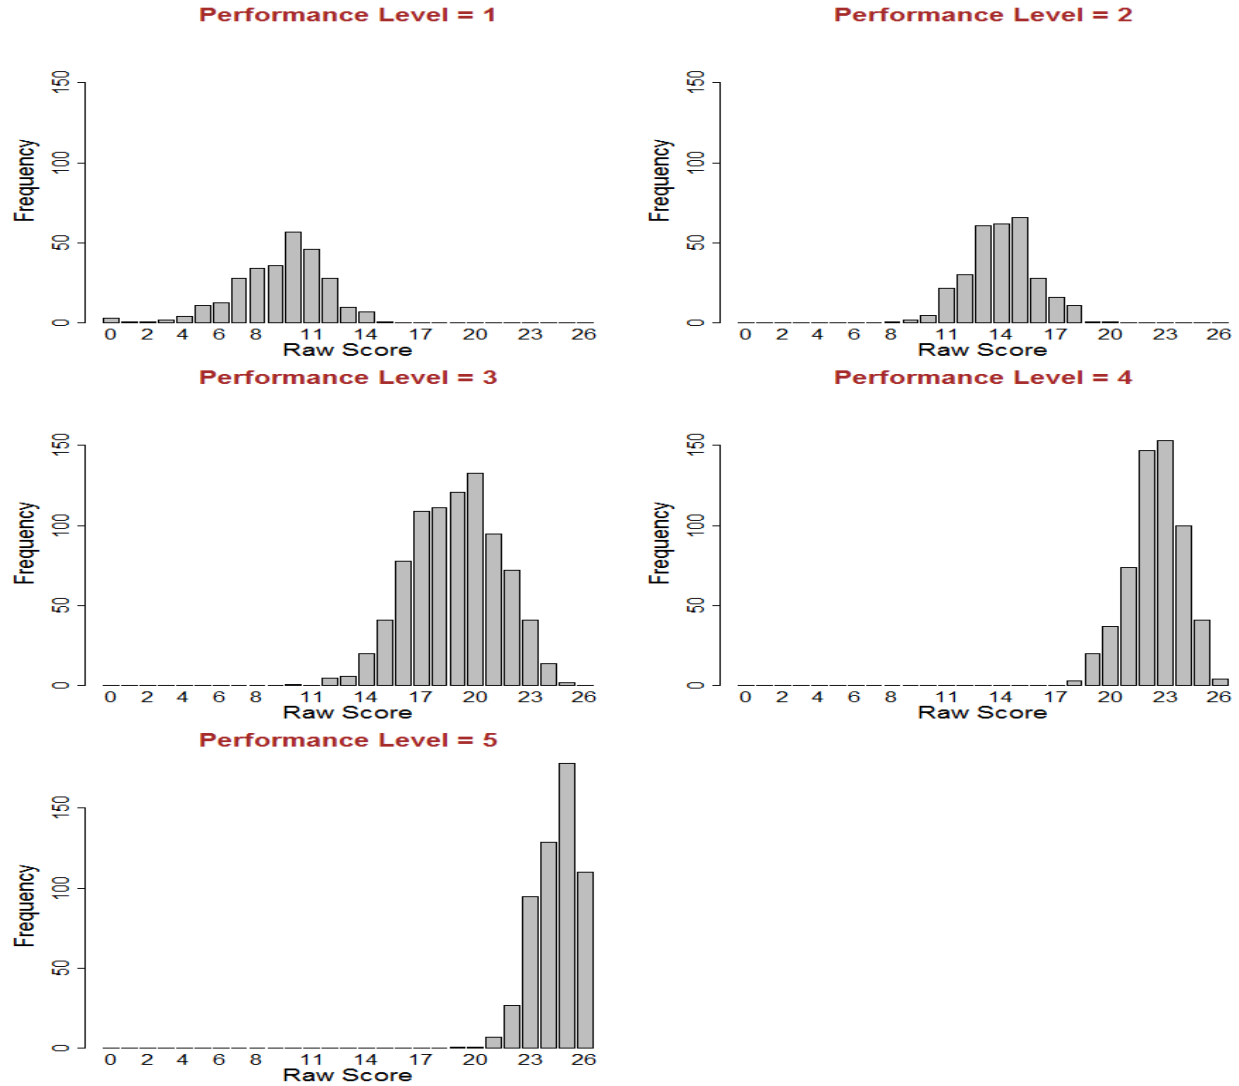 Performance Level = 1
Frequency
0 50 100 150
0 2 4 6 8 11 14 17 20 23 26
Raw Score
Performance Level = 2
Frequency
0 50 100 150
0 2 4 6 8 11 14 17 20 23 26
Raw Score
Performance Level = 3
Frequency
0 50 100 150
0 2 4 6 8 11 14 17 20 23 26
Raw Score
Performance Level = 4
Frequency
0 50 100 150
0 2 4 6 8 11 14 17 20 23 26
Raw Score
Performance Level = 5
Frequency
0 50 100 150
0 2 4 6 8 11 14 17 20 23 26
Raw Score